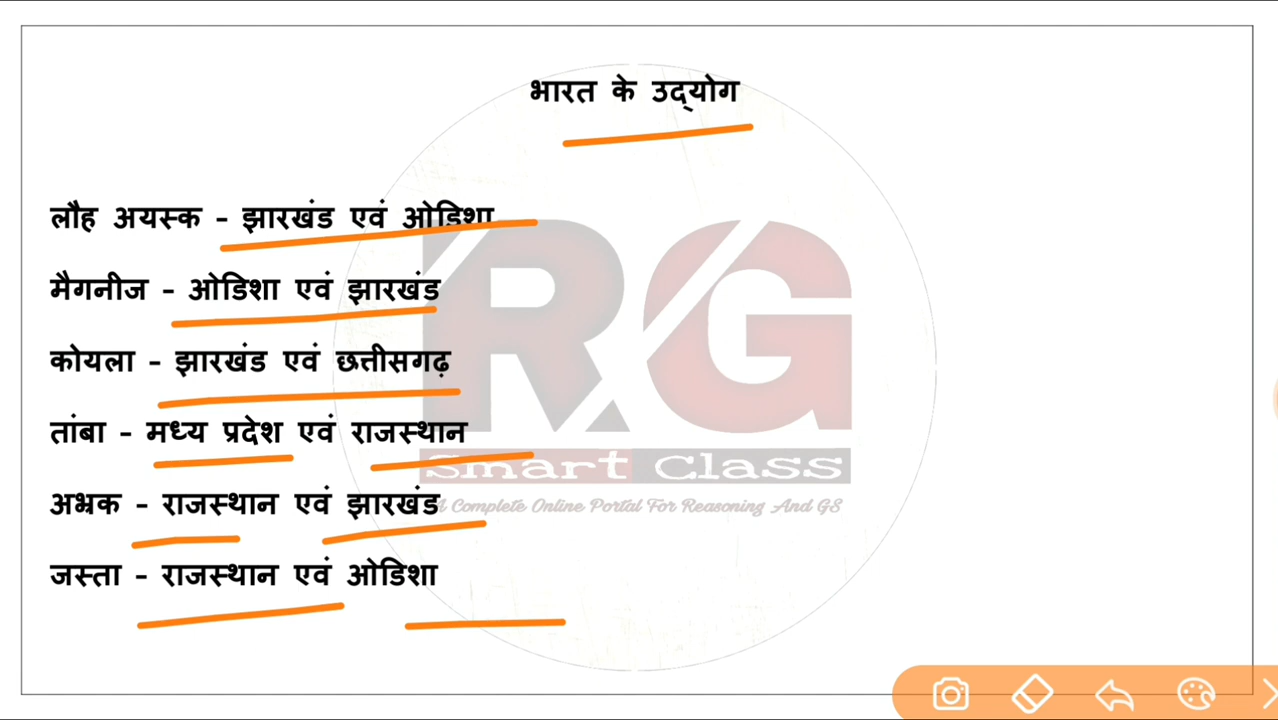 भारत के उद्योग
लौह अयस्क - झारखंड एवं ओडिशा
मैगनीज - ओडिशा एवं झारखंड
कोयला - झारखंड एवं छत्तीसगढ़
तांबा - मध्य प्रदेश एवं राजस्थान
अभ्रक - राजस्थान एवं झारखंड
जस्ता - राजस्थान एवं ओडिशा
RG
Smart Class
A Complete Online Portal For Reasoning And GS